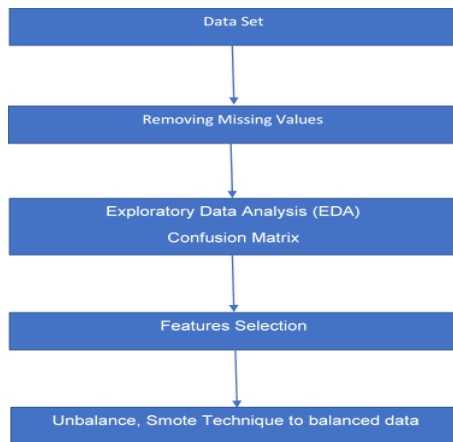 Data Set
Removing Missing Values
Exploratory Data Analysis (EDA)
Confusion Matrix
Features Selection
Unbalance, Smote Technique to balanced data